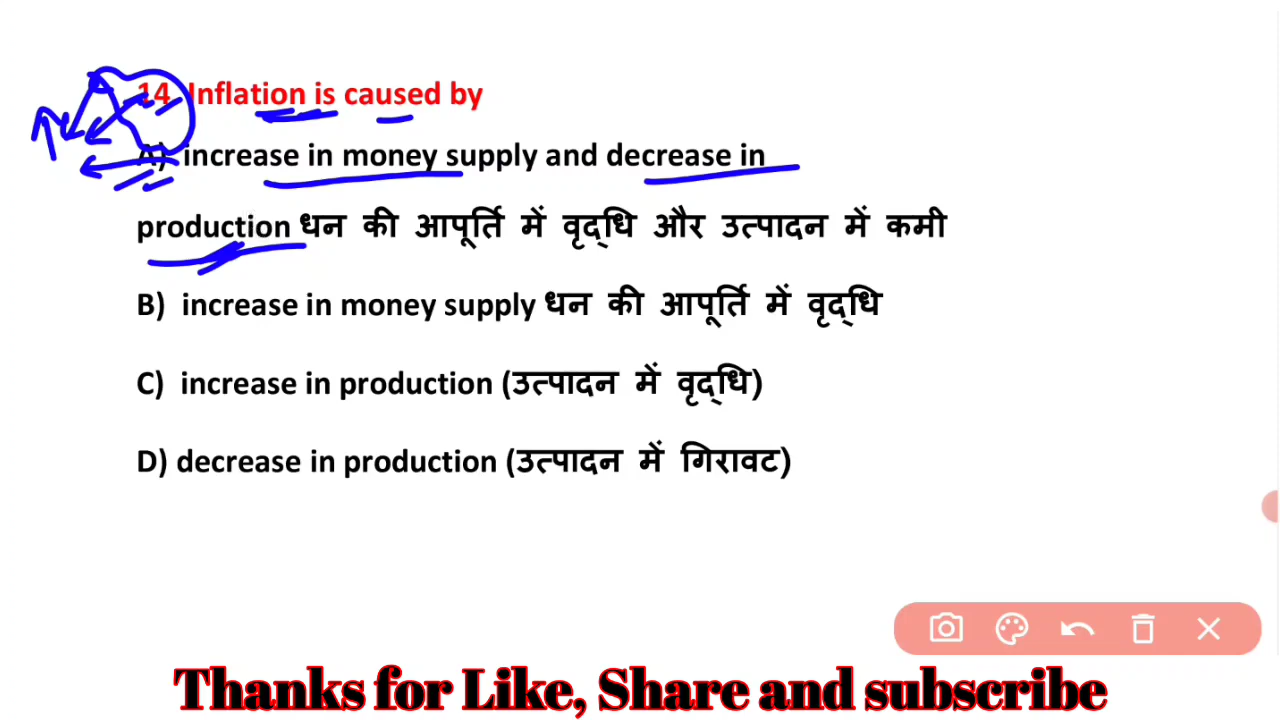 14 Inflation is caused by
A) increase in money supply and decrease in
production धन की आपूर्ति में वृद्धि और उत्पादन में कमी
B) increase in money supply धन की आपूर्ति में वृद्धि
C) increase in production (उत्पादन में वृद्धि)
D) decrease in production (उत्पादन में गिरावट)
Thanks for Like, Share and subscribe